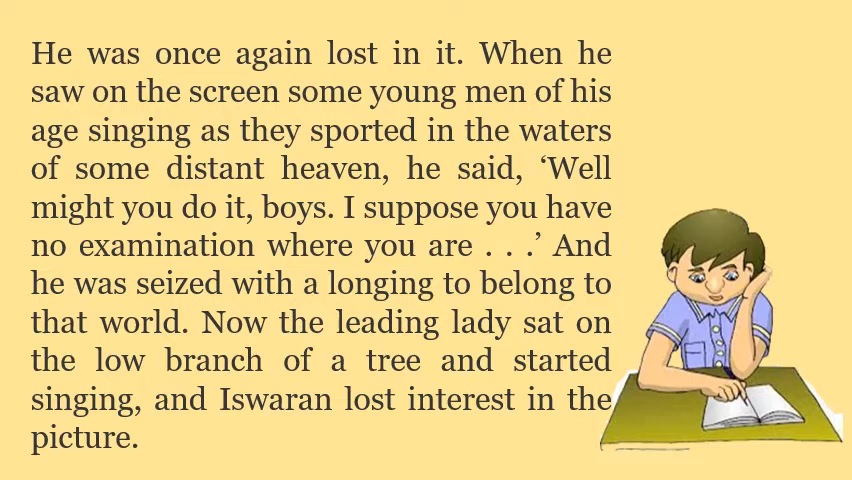 He was once again lost in it. When he
saw on the screen some young men of his
age singing as they sported in the waters
of some distant heaven, he said, ‘Well
might you do it, boys. I suppose you have
no examination where you are . . .’ And
he was seized with a longing to belong to
that world. Now the leading lady sat on
the low branch of a tree and started
singing, and Iswaran lost interest in the
picture.